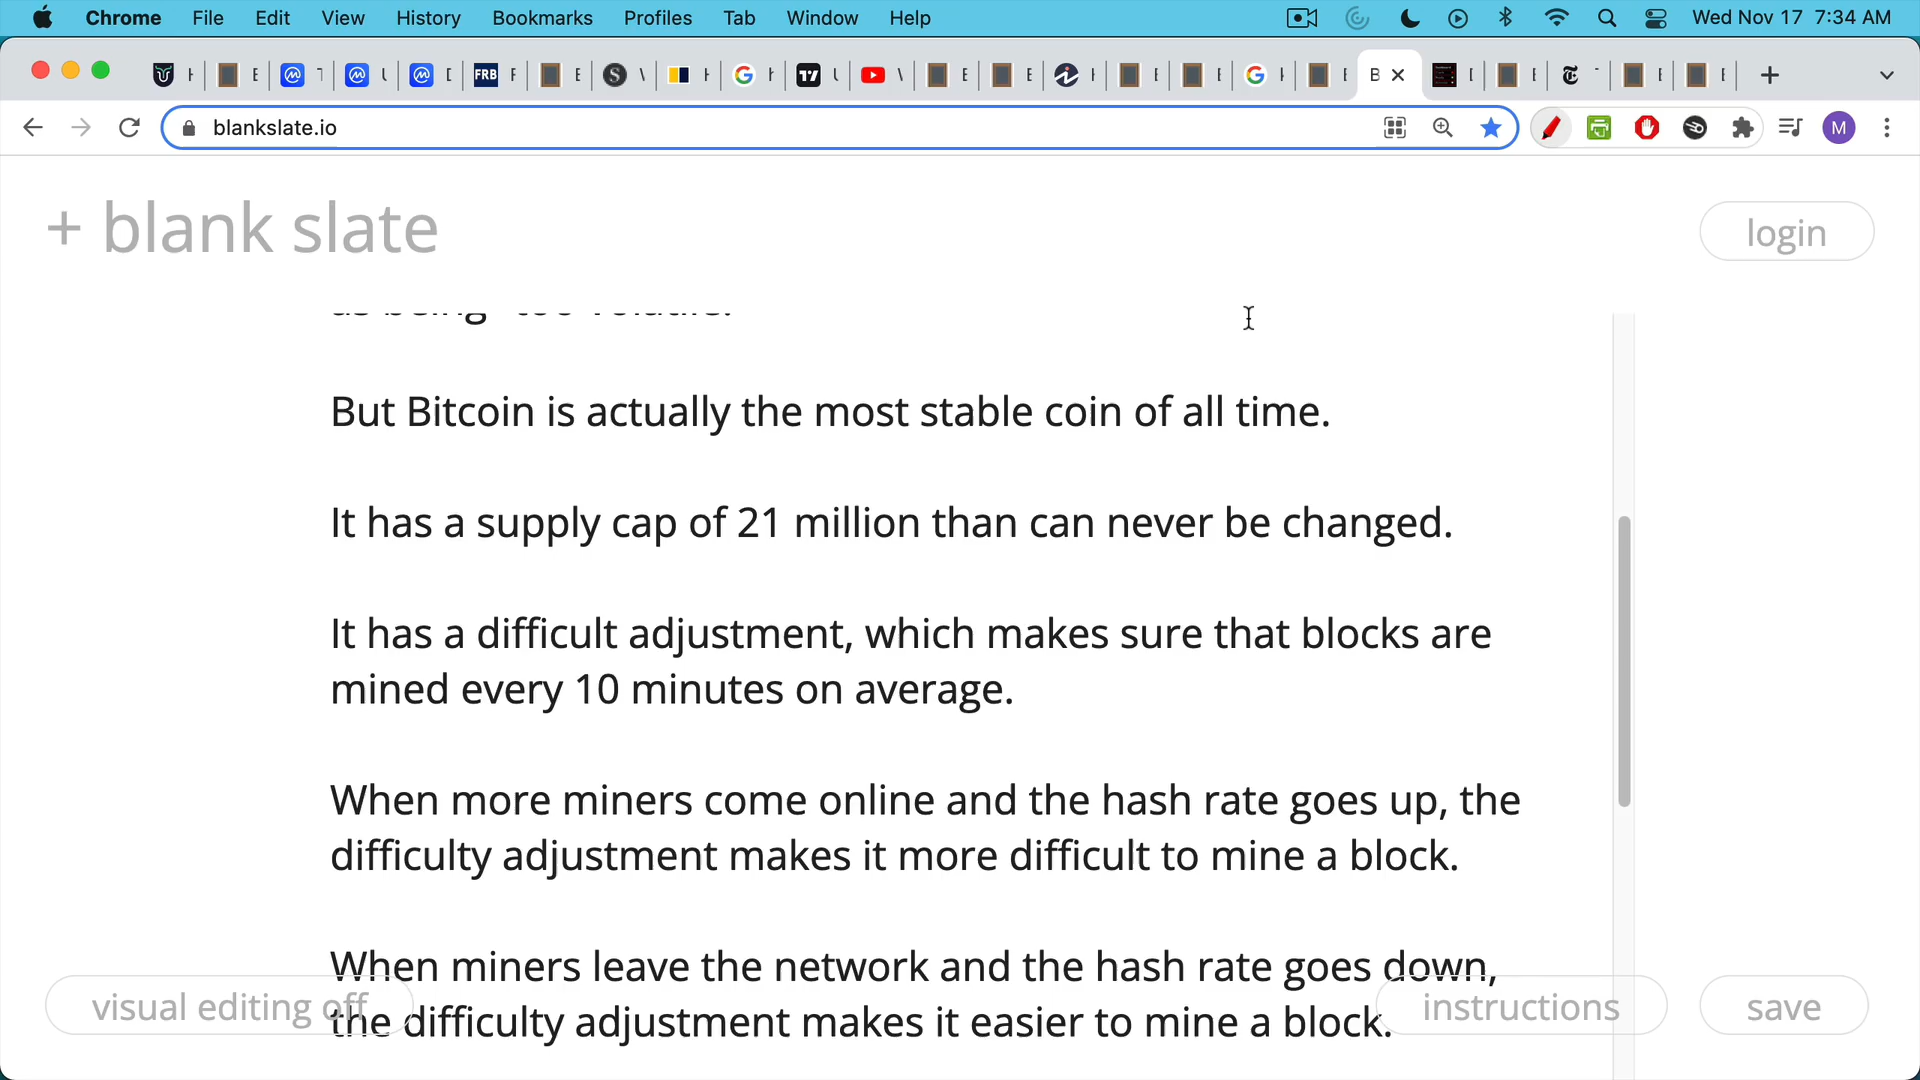 Chrome File Edit View History Bookmarks Profiles Tab Window Help Wed Nov 17 7:34 AM
FRB
B
blankslate.io
M
+ blank slate
login
as being "too volatile."
But Bitcoin is actually the most stable coin of all time.
It has a supply cap of 21 million than can never be changed.
It has a difficult adjustment, which makes sure that blocks are
mined every 10 minutes on average.
When more miners come online and the hash rate goes up, the
difficulty adjustment makes it more difficult to mine a block.
When miners leave the network and the hash rate goes down,
the difficulty adjustment makes it easier to mine a block.
visual editing off
instructions
save